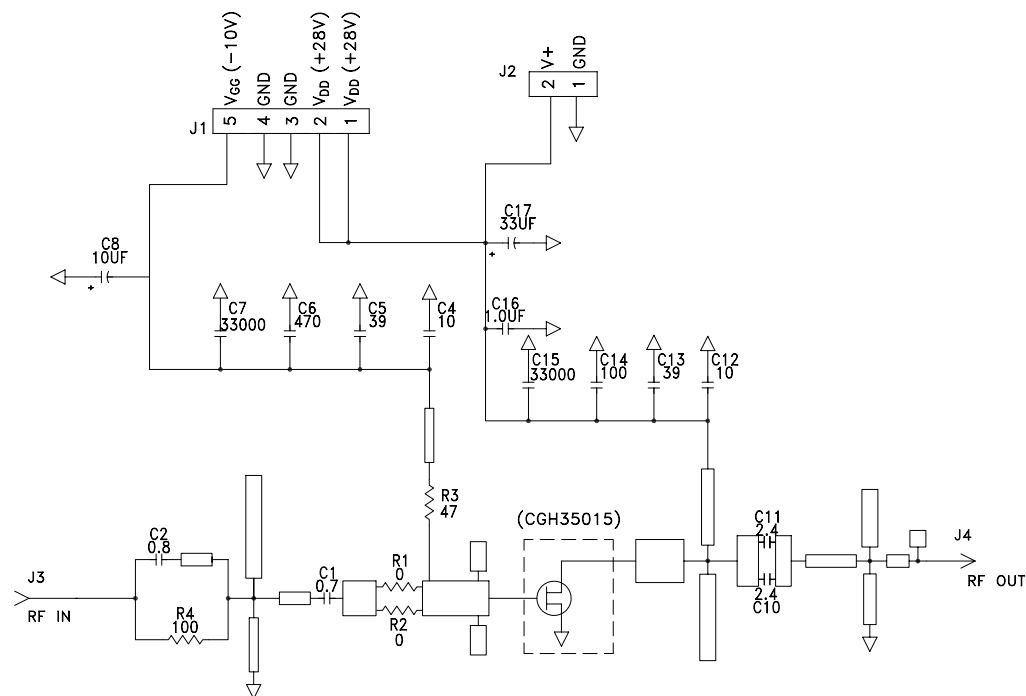 VGG (-10V)
GND
GND
VDD (+28V)
VDD (+28V)
J1
5
4
3
2
1
V+
GND
J2
2
1
C8
10UF
+
C17
33UF
+
C7
33000
C6
470
C5
39
C4
10
C16
1.0UF
C15
33000
C14
100
C13
39
C12
10
R3
47
(CGH35015)
C2
0.8
J3
RF IN
R4
100
C1
0.7
R1
0
R2
0
C11
2.4
2.4
C10
J4
RF OUT